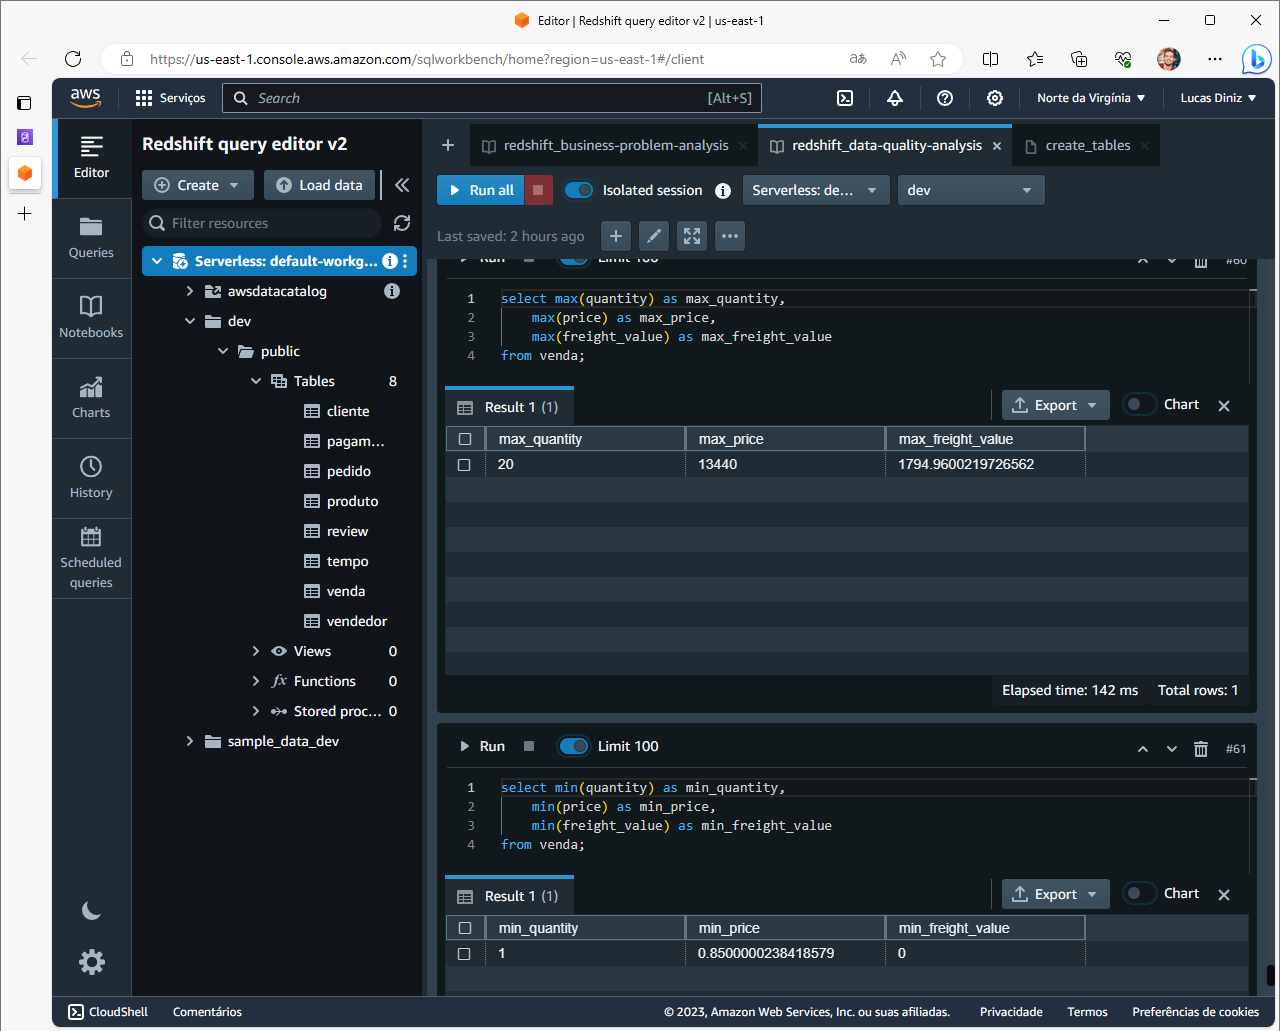 Editor | Redshift query editor v2 | us-east-1
https://us-east-1.console.aws.amazon.com/sqlworkbench/home?region=us-east-1#/client
aws
Serviços
Search
[Alt+S]
Norte da Virgínia
Lucas Diniz
Editor
Queries
Notebooks
Charts
History
Scheduled
queries
Redshift query editor v2
Create
Load data
Filter resources
Serverless: default-workg...
awsdatacatalog
dev
public
Tables 8
cliente
pagam...
pedido
produto
review
tempo
venda
vendedor
Views 0
Functions 0
Stored proc... 0
sample_data_dev
redshift_business-problem-analysis
redshift_data-quality-analysis
create_tables
Run all
Isolated session
Serverless: de...
dev
Last saved: 2 hours ago
Run
Limit 100
#60
1 select max(quantity) as max_quantity,
2 max(price) as max_price,
3 max(freight_value) as max_freight_value
4 from venda;
Result 1 (1)
Export
Chart
max_quantity max_price max_freight_value
20 13440 1794.9600219726562
Elapsed time: 142 ms Total rows: 1
Run
Limit 100
#61
1 select min(quantity) as min_quantity,
2 min(price) as min_price,
3 min(freight_value) as min_freight_value
4 from venda;
Result 1 (1)
Export
Chart
min_quantity min_price min_freight_value
1 0.8500000238418579 0
CloudShell
Comentários
© 2023, Amazon Web Services, Inc. ou suas afiliadas.
Privacidade
Termos
Preferências de cookies